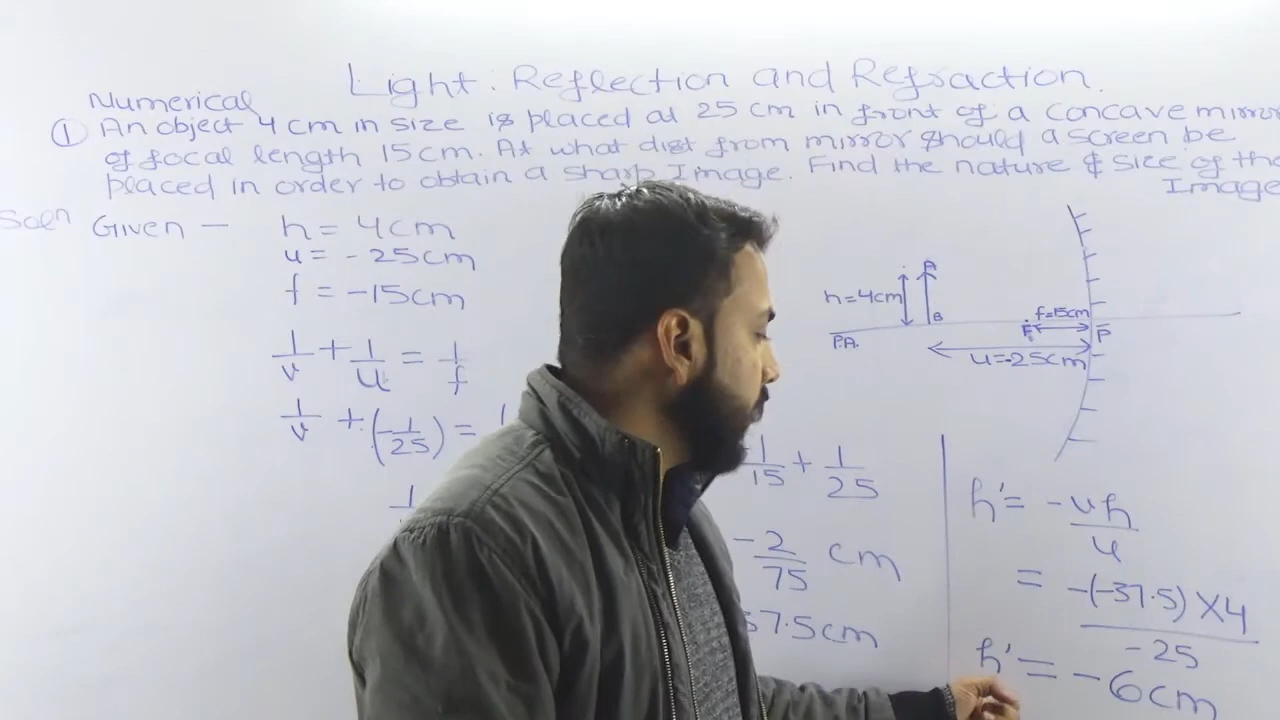 Light : Reflection and Refraction.
Numerical
① An object 4 cm in size is placed at 25 cm in front of a concave mirror
of focal length 15 cm. At what dist from mirror should a screen be
placed in order to obtain a sharp Image. Find the nature & size of the
Image
Soln Given — h = 4cm
u = -25cm
f = -15cm
1/v + 1/u = 1/f
1/v + (-1/25) = 1
1
-1/15 + 1/25
-2/75 cm
37.5cm
h=4cm
A
B
P.A.
F
f=15cm
P
u=-25cm
h' = -vh/u
= -(-37.5) X 4/-25
h' = -6cm